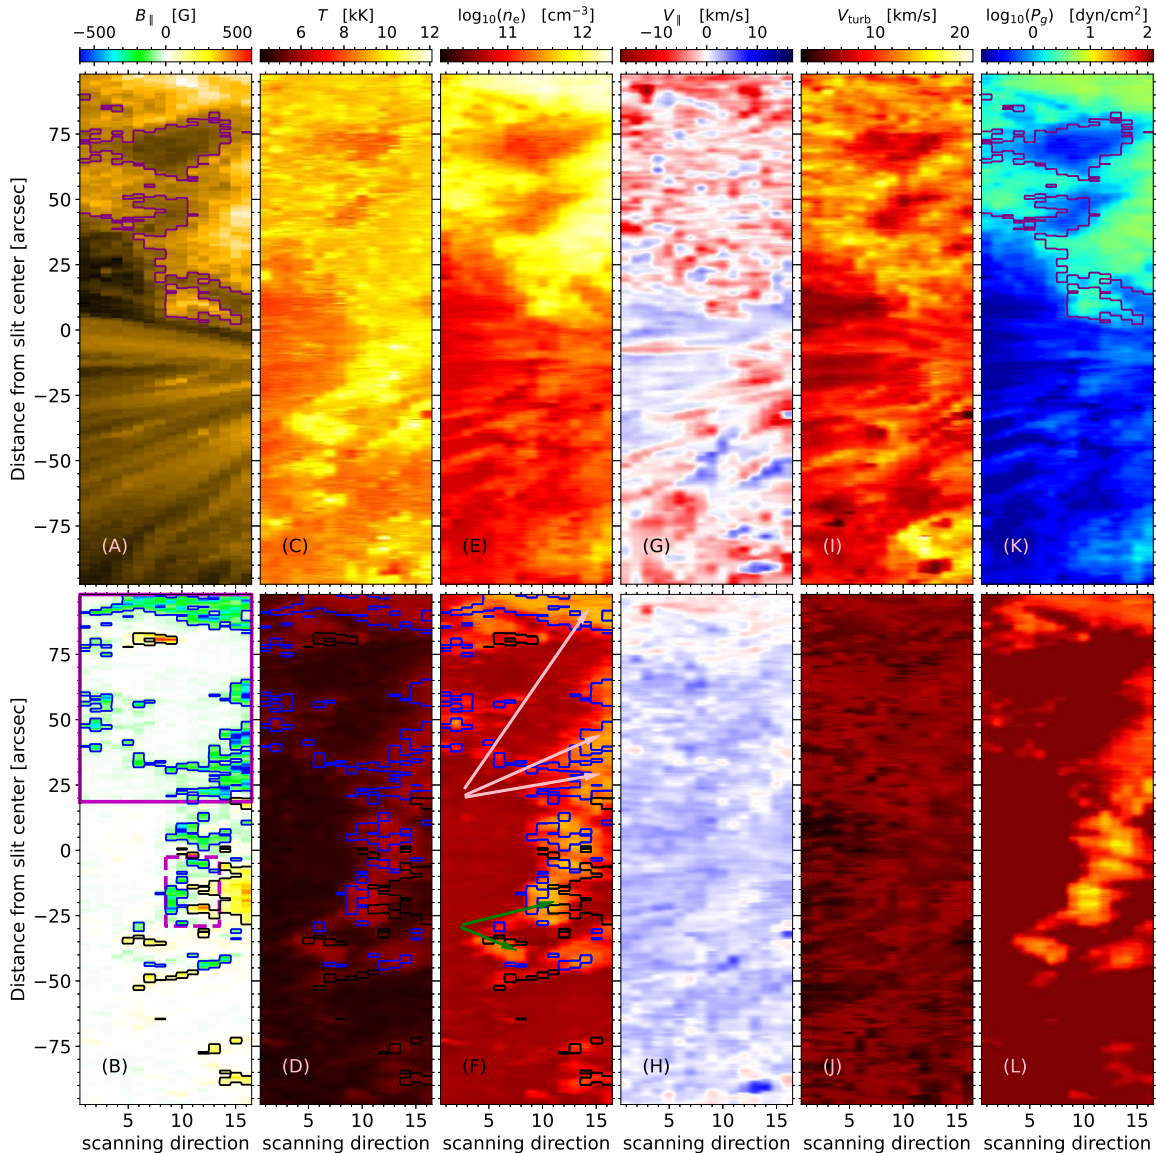 B∥ [G] T [kK] log₁₀(nₑ) [cm⁻³] V∥ [km/s] Vturb [km/s] log₁₀(Pg) [dyn/cm²]
−500 0 500 6 8 10 12 11 12 −10 0 10 10 20 0 1 2
75
50
25
0
−25
−50
−75
Distance from slit center [arcsec]
(A) (C) (E) (G) (I) (K)
75
50
25
0
−25
−50
−75
Distance from slit center [arcsec]
(B) (D) (F) (H) (J) (L)
5 10 15 5 10 15 5 10 15 5 10 15 5 10 15 5 10 15
scanning direction scanning direction scanning direction scanning direction scanning direction scanning direction